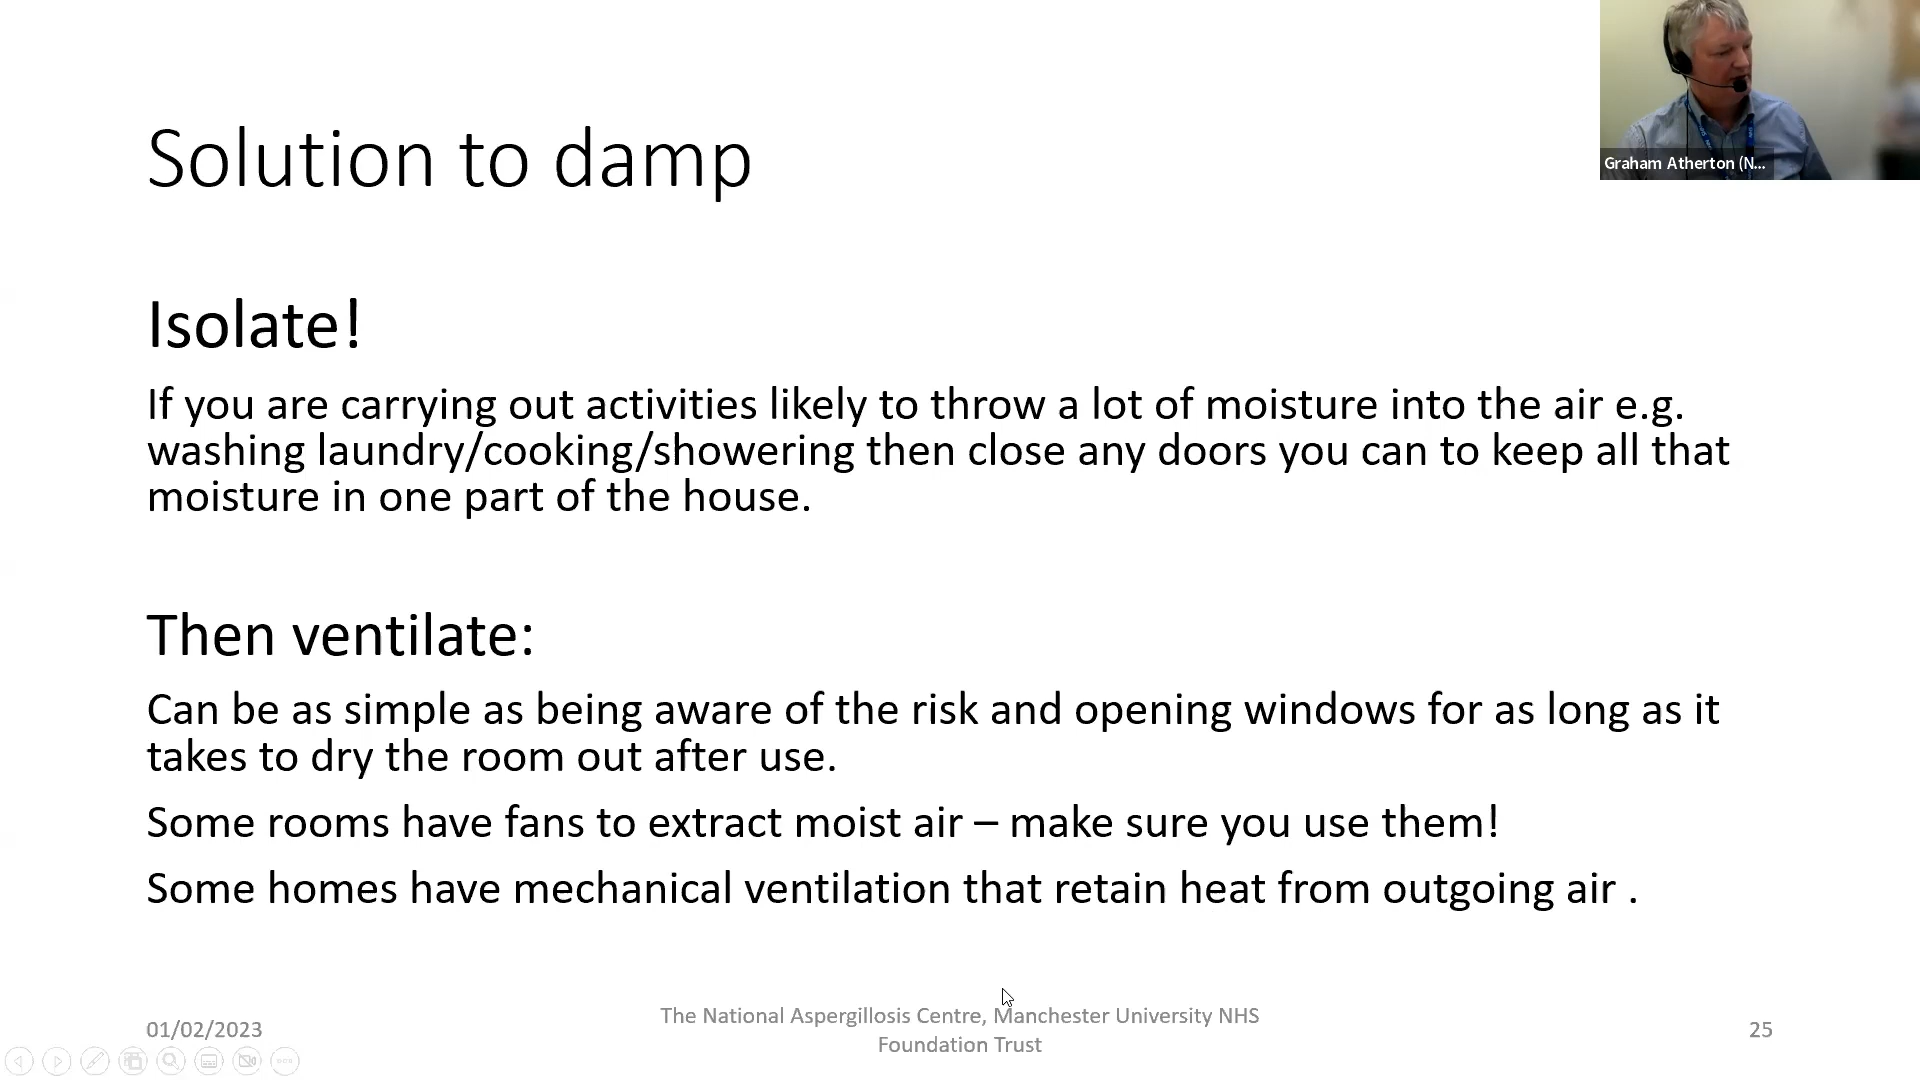 Graham Atherton (N...
Solution to damp
Isolate!
If you are carrying out activities likely to throw a lot of moisture into the air e.g.
washing laundry/cooking/showering then close any doors you can to keep all that
moisture in one part of the house.
Then ventilate:
Can be as simple as being aware of the risk and opening windows for as long as it
takes to dry the room out after use.
Some rooms have fans to extract moist air – make sure you use them!
Some homes have mechanical ventilation that retain heat from outgoing air .
01/02/2023
The National Aspergillosis Centre, Manchester University NHS
Foundation Trust
25